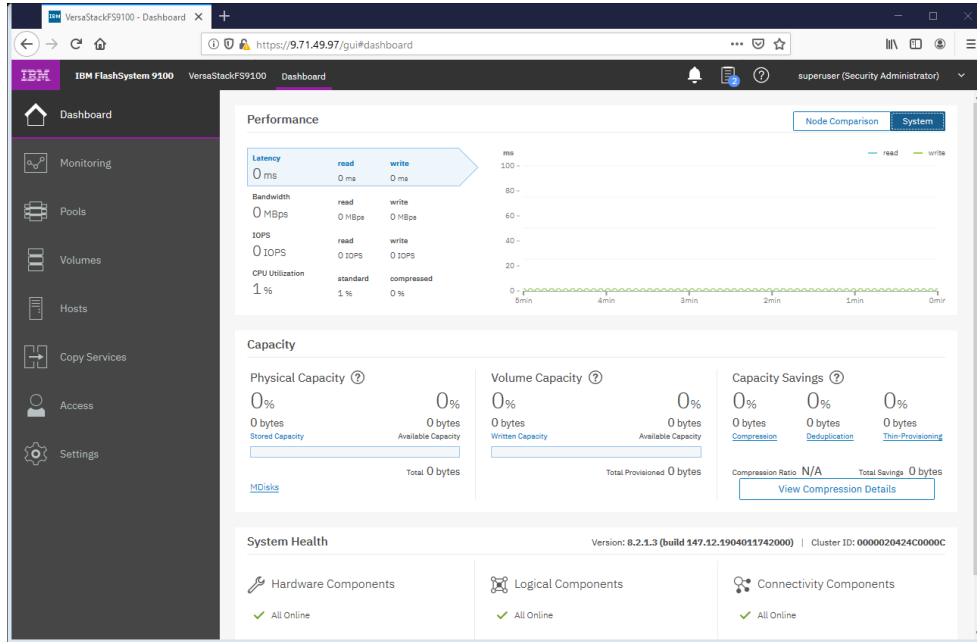 VersaStackFS9100 - Dashboard
https://9.71.49.97/gui#dashboard
IBM IBM FlashSystem 9100 VersaStackFS9100 Dashboard 2 superuser (Security Administrator)
Dashboard
Monitoring
Pools
Volumes
Hosts
Copy Services
Access
Settings
Performance Node Comparison System
Latency read write
0 ms 0 ms 0 ms
Bandwidth read write
0 MBps 0 MBps 0 MBps
IOPS read write
0 IOPS 0 IOPS 0 IOPS
CPU Utilization standard compressed
1 % 1 % 0 %
ms read write
100
80
60
40
20
0
5min 4min 3min 2min 1min 0min
Capacity
Physical Capacity ? Volume Capacity ? Capacity Savings ?
0% 0% 0% 0% 0% 0% 0%
0 bytes 0 bytes 0 bytes 0 bytes 0 bytes 0 bytes 0 bytes
Stored Capacity Available Capacity Written Capacity Available Capacity Compression Deduplication Thin-Provisioning
Total 0 bytes Total Provisioned 0 bytes Compression Ratio N/A Total Savings 0 bytes
MDisks View Compression Details
System Health Version: 8.2.1.3 (build 147.12.1904011742000) | Cluster ID: 0000020424C0000C
Hardware Components Logical Components Connectivity Components
All Online All Online All Online